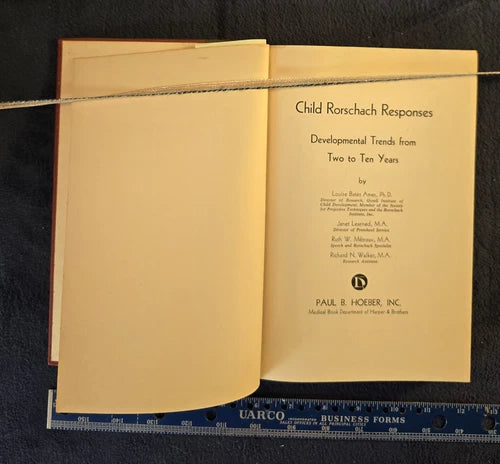 Child Rorschach Responses
Developmental Trends from
Two to Ten Years
by
Louise Bates Ames, Ph.D.
Director of Research, Gesell Institute of
Child Development; Member of the Society
for Projective Techniques and the Rorschach
Institute, Inc.
Janet Learned, M.A.
Director of Preschool Service
Ruth W. Métraux, M.A.
Speech and Rorschach Specialist
Richard N. Walker, M.A.
Research Assistant
PAUL B. HOEBER, INC.
Medical Book Department of Harper & Brothers
UARCO INCORPORATED BUSINESS FORMS
SALES OFFICES IN ALL PRINCIPAL CITIES